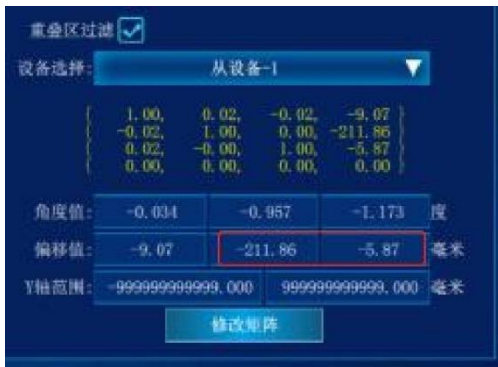 重叠区过滤
设备选择: 从设备-1
1.00, 0.02, -0.02, -9.07
-0.02, 1.00, 0.00, -211.86
0.02, -0.00, 1.00, -5.87
0.00, 0.00, 0.00, 0.00
角度值: -0.034 -0.957 -1.173 度
偏移值: -9.07 -211.86 -5.87 毫米
Y轴范围: -999999999999.000 999999999999.000 毫米
修改矩阵